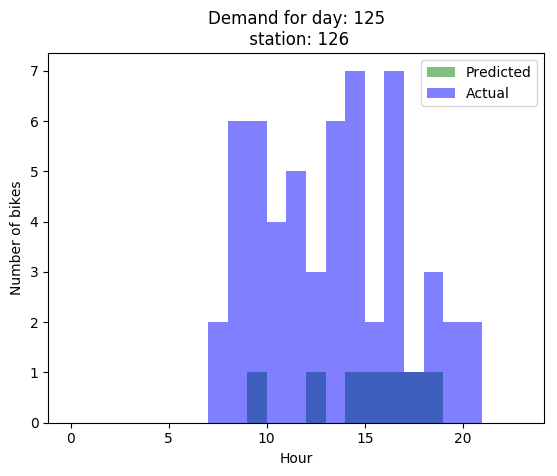 Demand for day: 125
station: 126
Predicted
Actual
7
6
5
4
3
2
1
0
Number of bikes
0 5 10 15 20
Hour